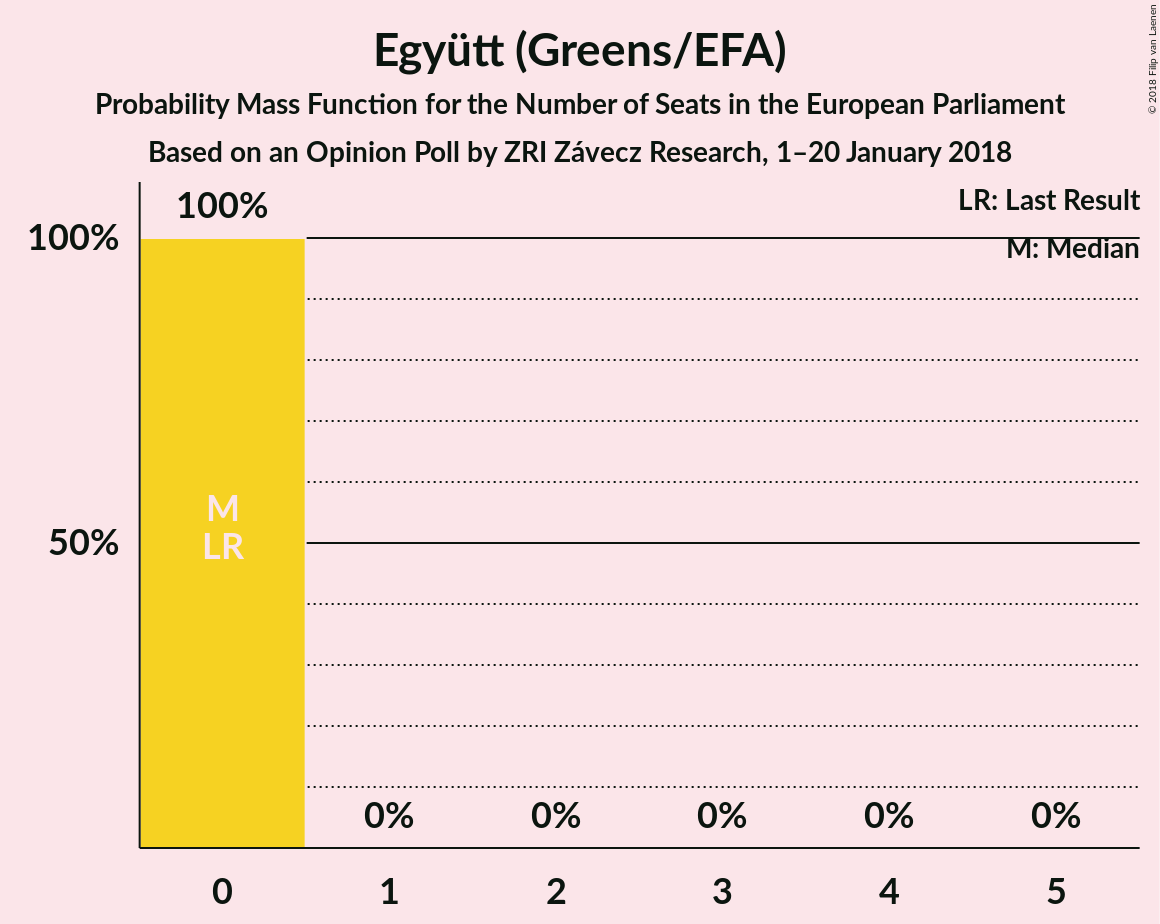 Együtt (Greens/EFA)
Probability Mass Function for the Number of Seats in the European Parliament
Based on an Opinion Poll by ZRI Závecz Research, 1–20 January 2018
© 2018 Filip van Laenen
LR: Last Result
M: Median
100%
100%
50%
M
LR
0% 0% 0% 0% 0%
0 1 2 3 4 5